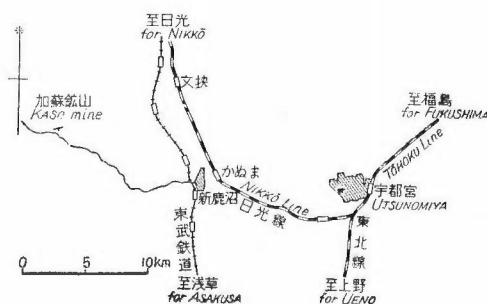 至日光
for NIKKŌ
文挾
加蘇鉱山
KASO mine
至福島
for FUKUSHIMA
TŌHOKU Line
かぬま
NIKKŌ Line
日光線
宇都宮
UTSUNOMIYA
新鹿沼
東武鉄道
東北線
0 5 10km
至浅草
for ASAKUSA
至上野
for UENO